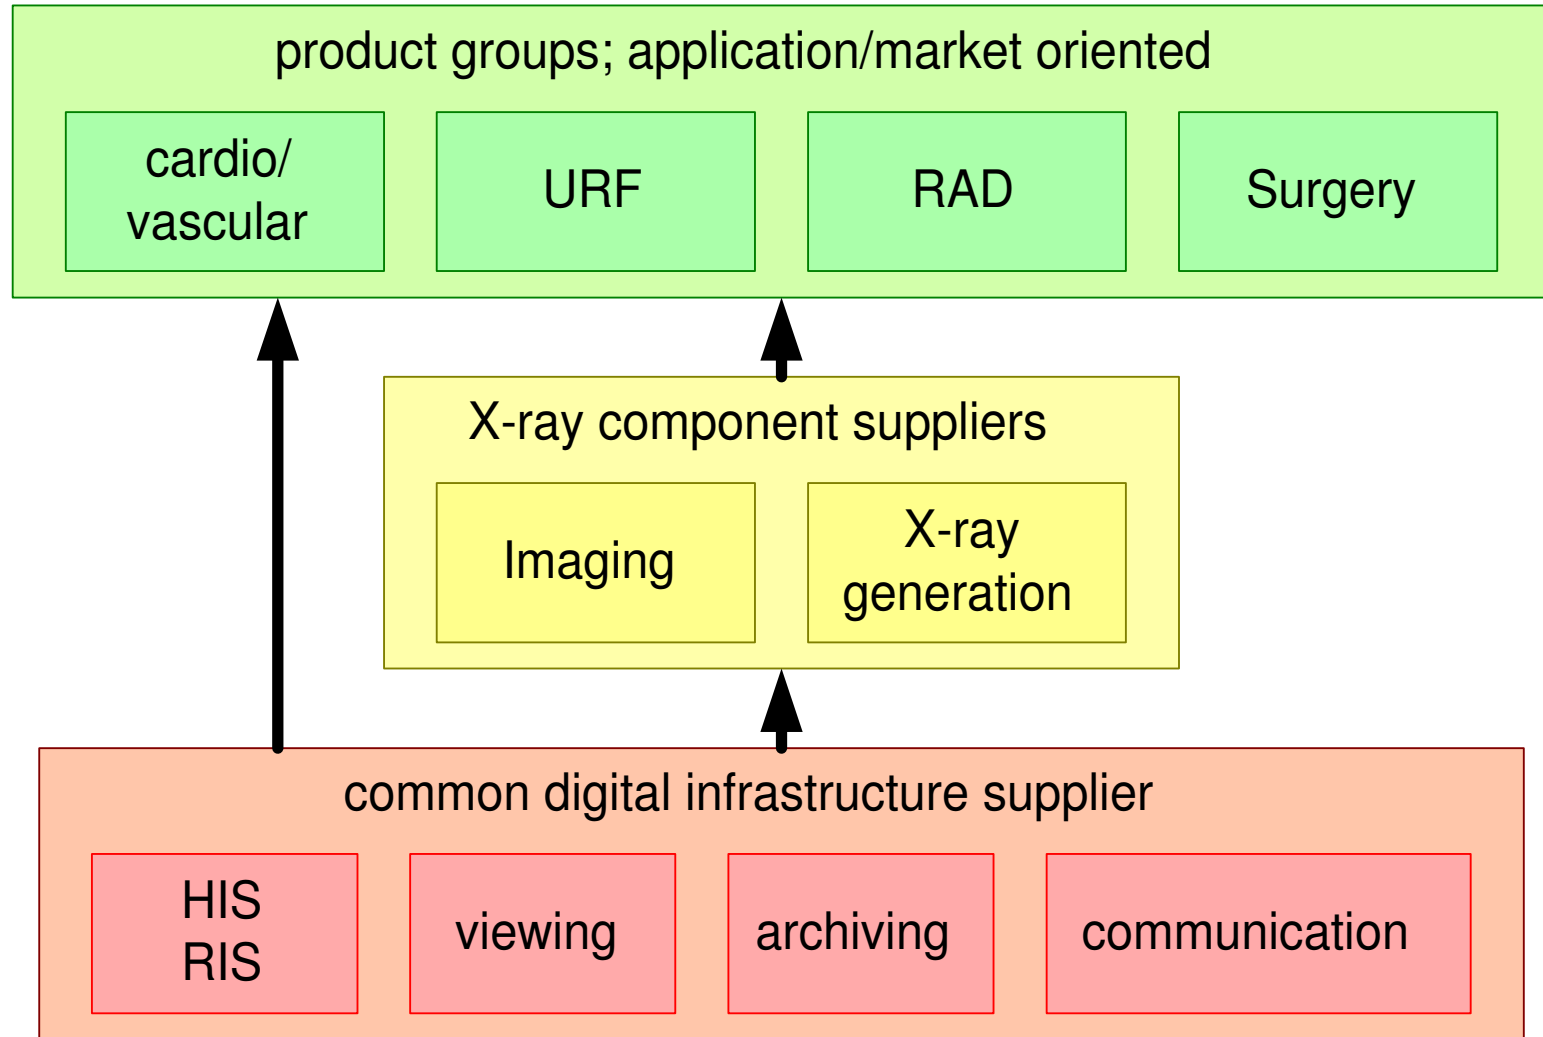 product groups; application/market oriented
cardio/
vascular
URF
RAD
Surgery
X-ray component suppliers
Imaging
X-ray
generation
common digital infrastructure supplier
HIS
RIS
viewing
archiving
communication